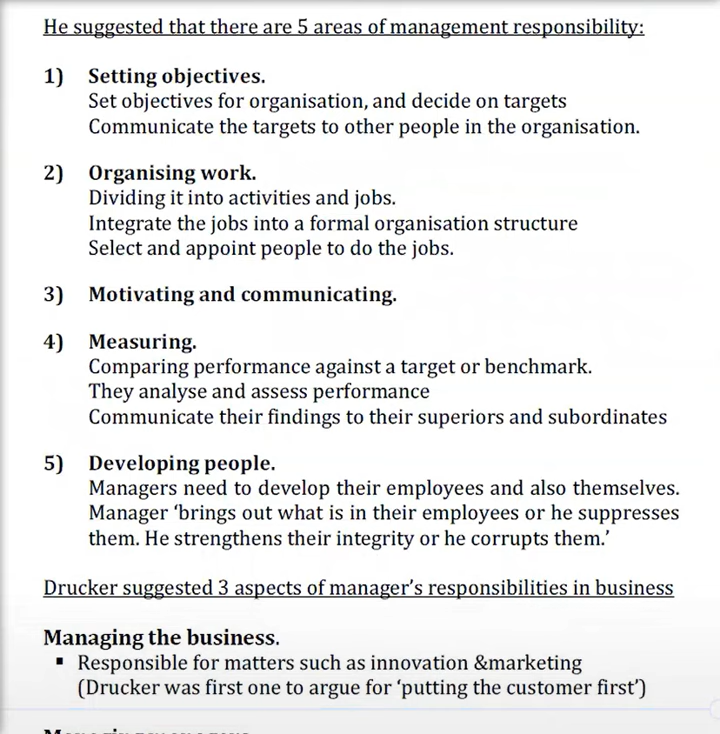 He suggested that there are 5 areas of management responsibility:
1) Setting objectives.
Set objectives for organisation, and decide on targets
Communicate the targets to other people in the organisation.
2) Organising work.
Dividing it into activities and jobs.
Integrate the jobs into a formal organisation structure
Select and appoint people to do the jobs.
3) Motivating and communicating.
4) Measuring.
Comparing performance against a target or benchmark.
They analyse and assess performance
Communicate their findings to their superiors and subordinates
5) Developing people.
Managers need to develop their employees and also themselves.
Manager ‘brings out what is in their employees or he suppresses
them. He strengthens their integrity or he corrupts them.’
Drucker suggested 3 aspects of manager’s responsibilities in business
Managing the business.
▪ Responsible for matters such as innovation &marketing
(Drucker was first one to argue for ‘putting the customer first’)